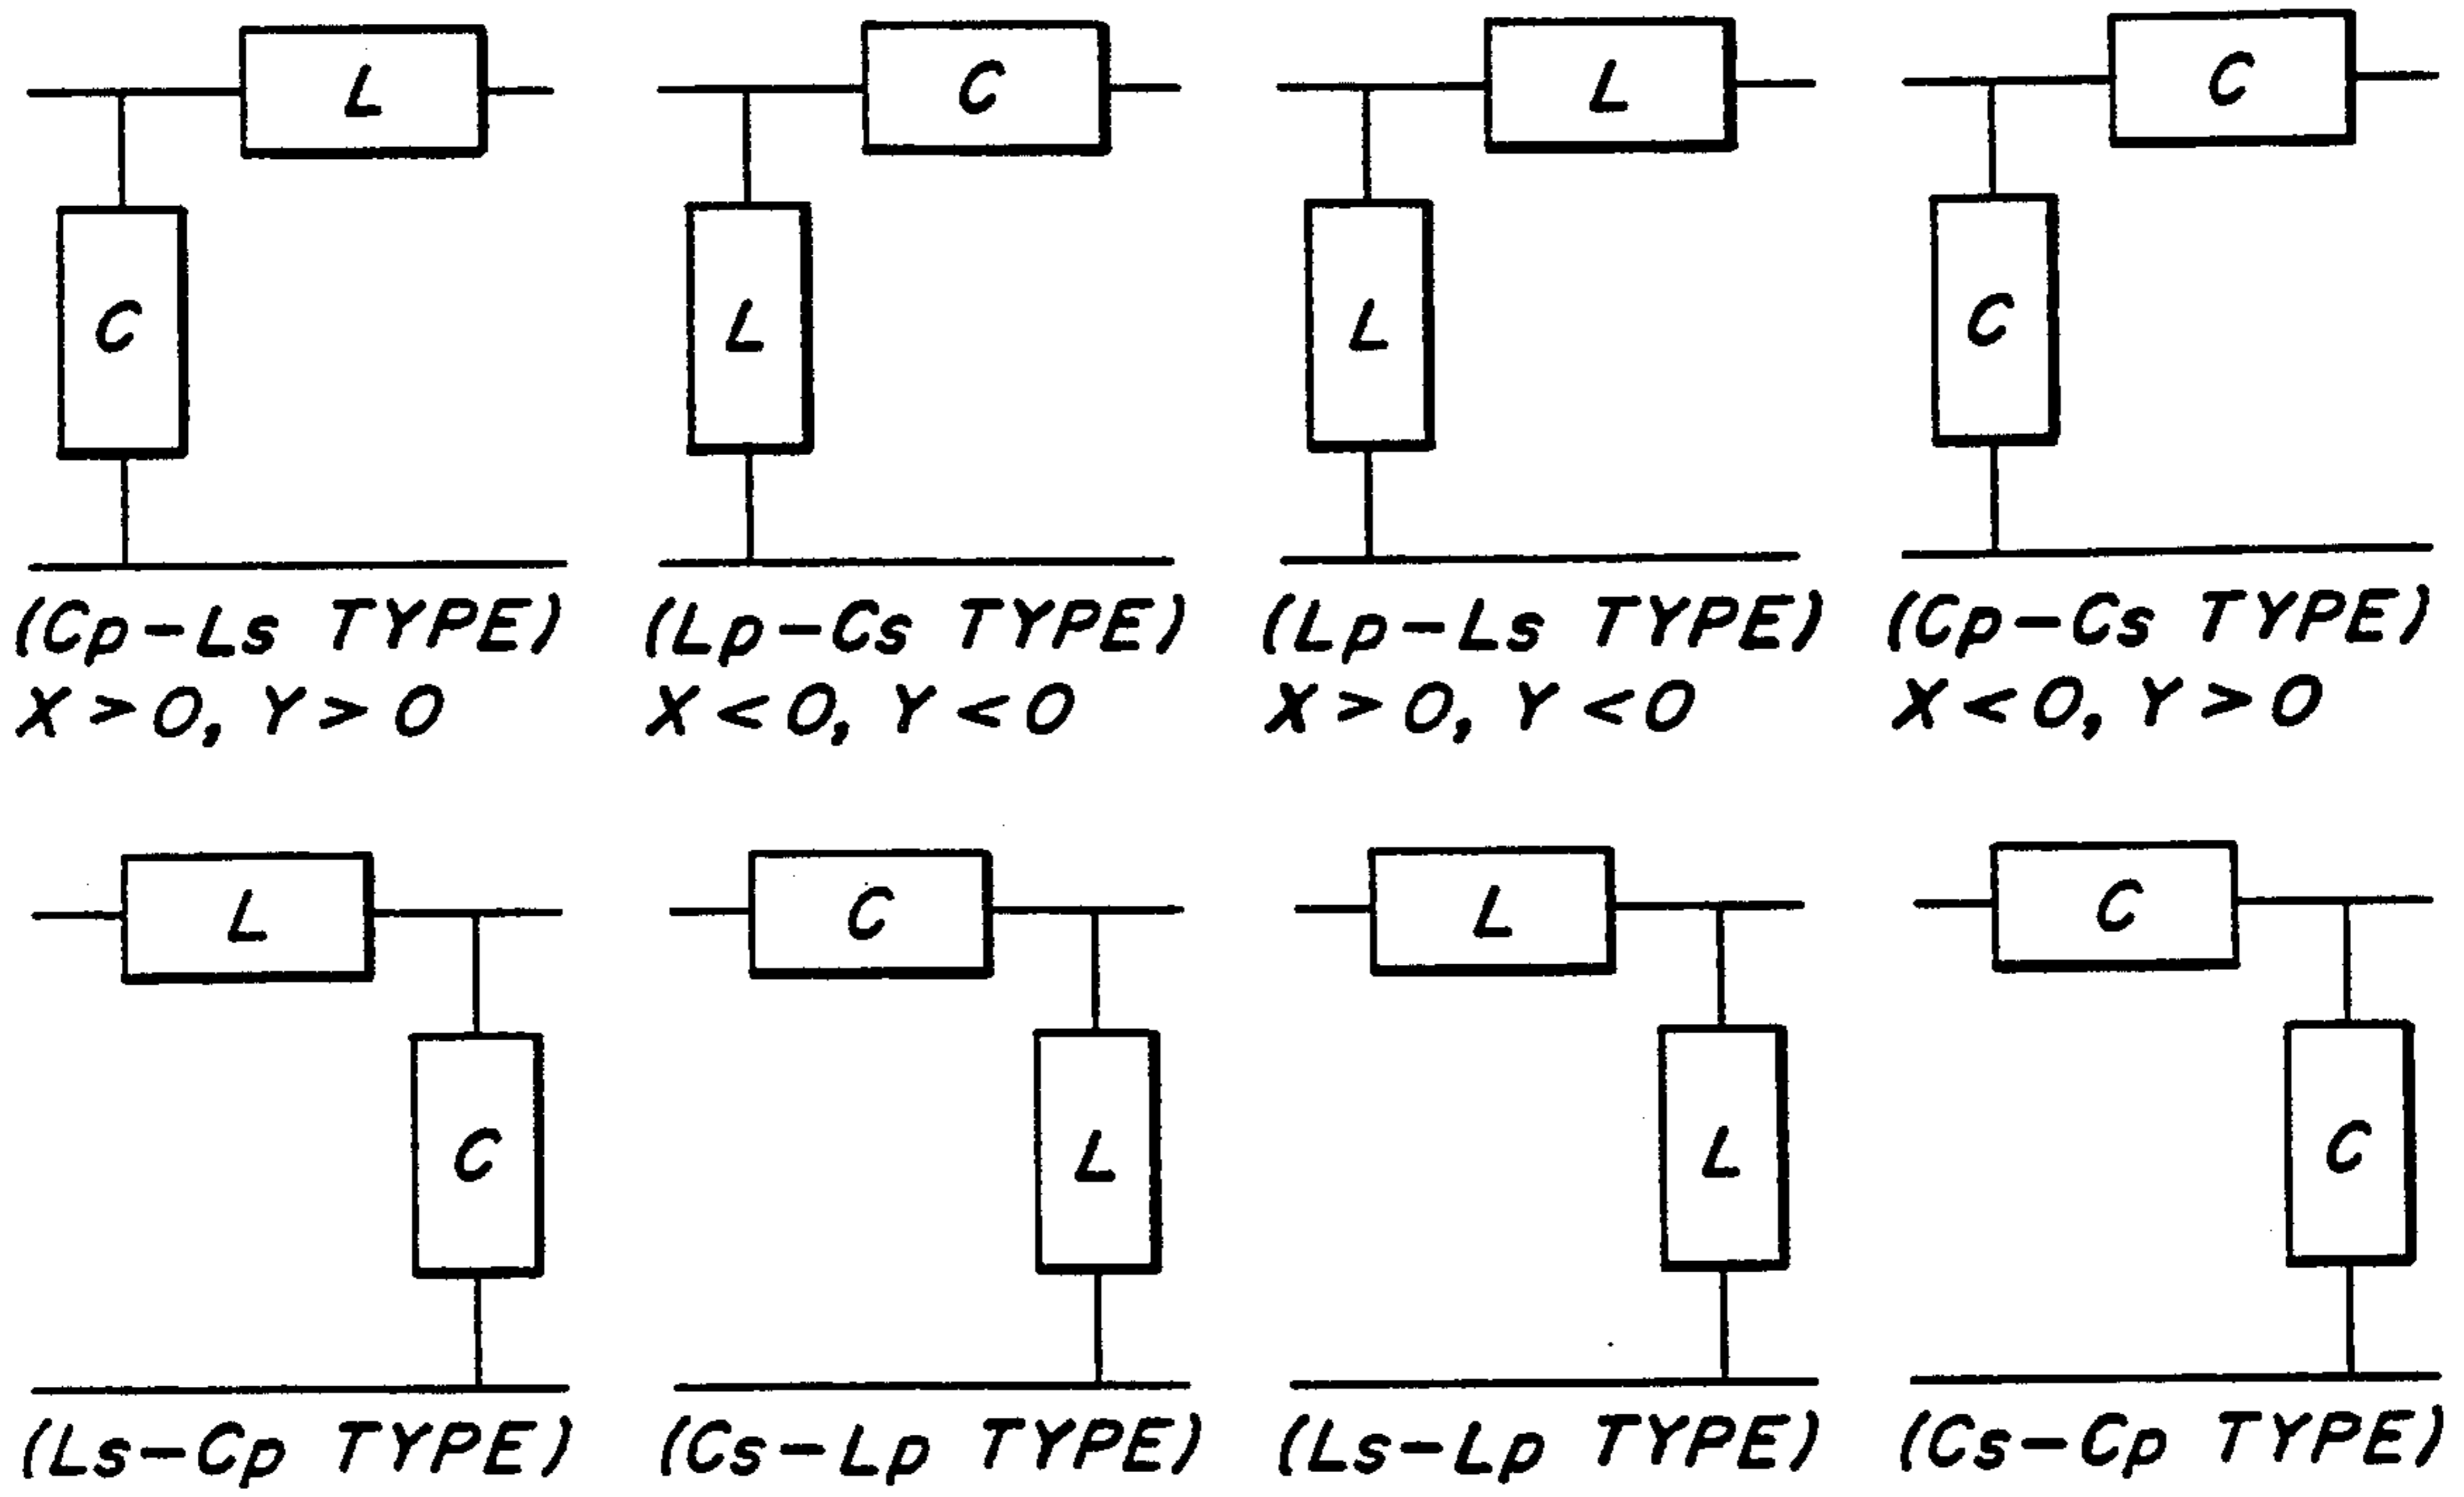 L C L C
C L L C
(Cp-Ls TYPE) (Lp-Cs TYPE) (Lp-Ls TYPE) (Cp-Cs TYPE)
X > 0, Y > 0 X < 0, Y < 0 X > 0, Y < 0 X < 0, Y > 0
L C L C
C L L C
(Ls-Cp TYPE) (Cs-Lp TYPE) (Ls-Lp TYPE) (Cs-Cp TYPE)